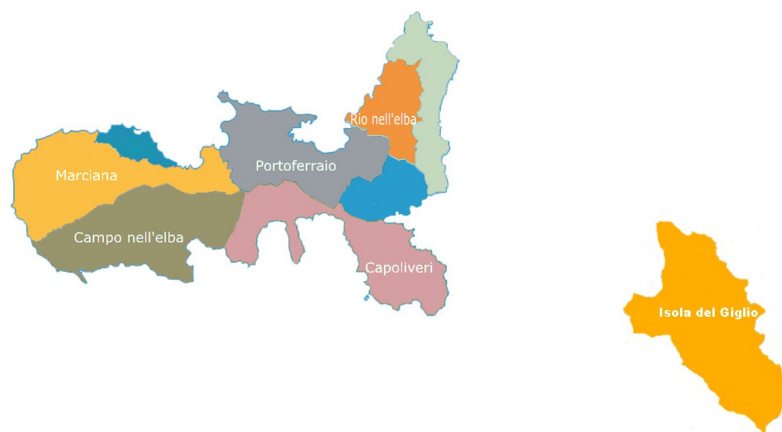 Rio nell'elba
Portoferraio
Marciana
Campo nell'elba
Capoliveri
Isola del Giglio